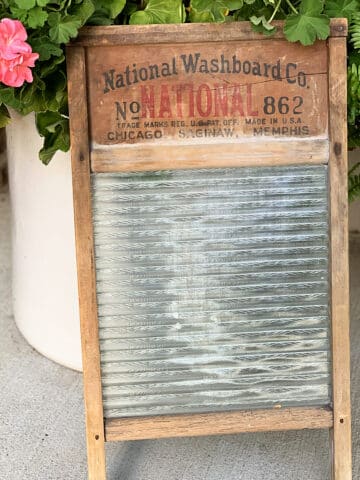 National Washboard Co.
No NATIONAL 862
TRADE MARKS REG. U.S. PAT. OFF. MADE IN U.S.A.
CHICAGO, SAGINAW, MEMPHIS